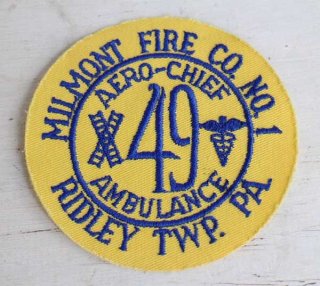 MILMONT FIRE CO. NO. 1
AERO-CHIEF
49
AMBULANCE
RIDLEY TWP. PA.